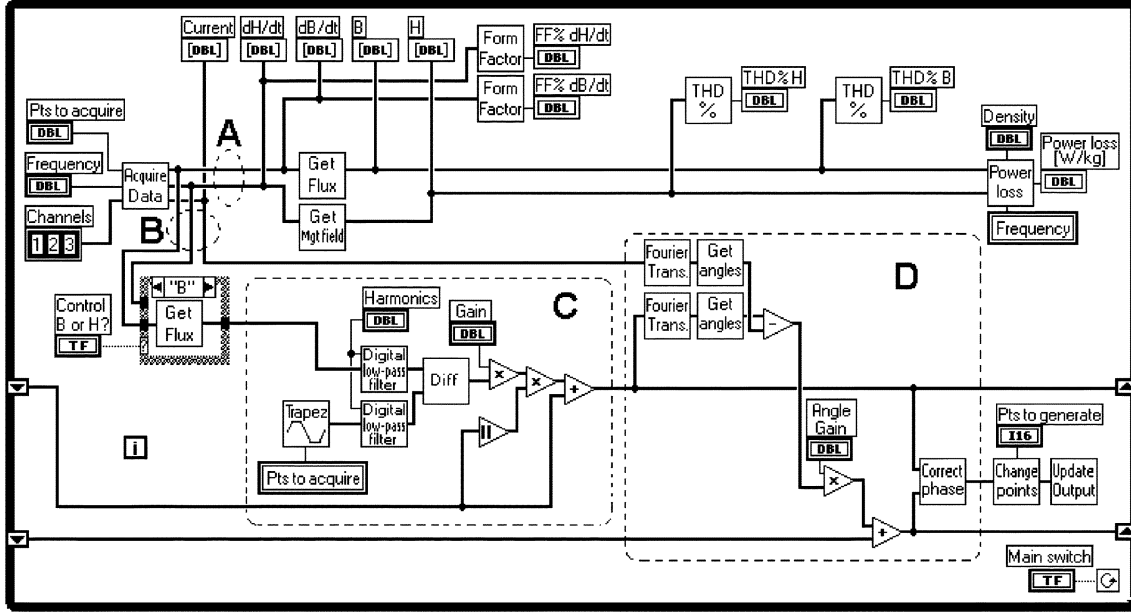 Current
dH/dt
dB/dt
B
H
[DBL]
[DBL]
[DBL]
[DBL]
[DBL]
Form
Factor
FF% dH/dt
DBL
Form
Factor
FF% dB/dt
DBL
THD
%
THD% H
DBL
THD
%
THD% B
DBL
Pts to acquire
DBL
Frequency
DBL
Channels
1 2 3
Acquire
Data
A
B
Get
Flux
Get
Mgt field
Density
DBL
Power loss
[W/kg]
DBL
Power
loss
Frequency
Control
B or H?
TF
"B"
Get
Flux
C
Harmonics
DBL
Gain
DBL
Digital
low-pass
filter
Digital
low-pass
filter
Diff
x
x
+
Trapez
Pts to acquire
D
Fourier
Trans.
Get
angles
Fourier
Trans.
Get
angles
-
Angle
Gain
DBL
x
+
Correct
phase
Pts to generate
I16
Change
points
Update
Output
i
Main switch
TF